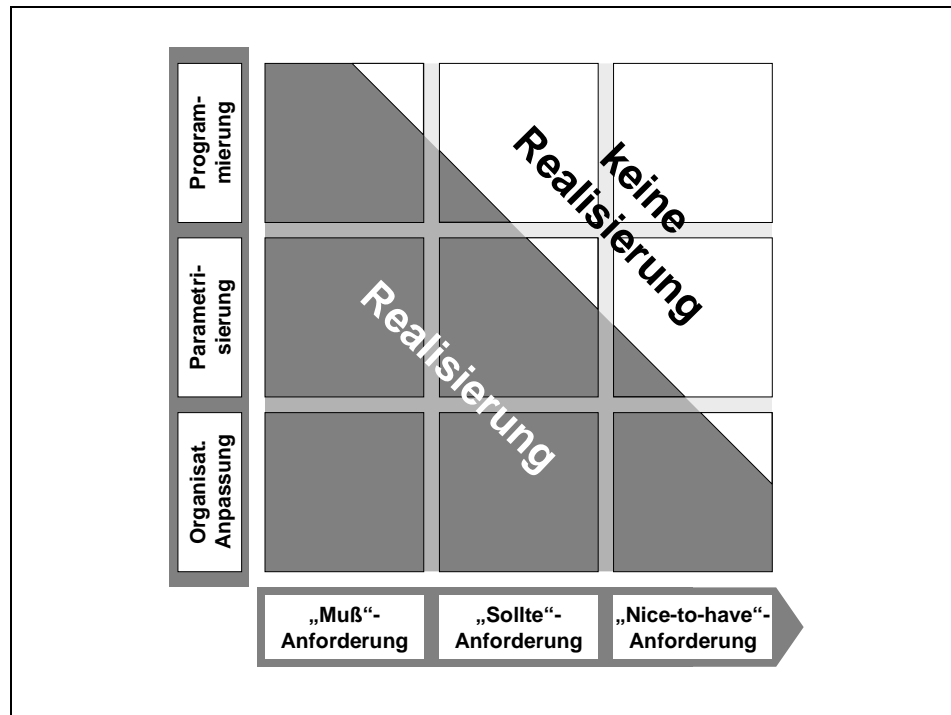 Program-
mierung
keine
Realisierung
Parametri-
sierung
Realisierung
Organisat.
Anpassung
„Muß“-
Anforderung
„Sollte“-
Anforderung
„Nice-to-have“-
Anforderung